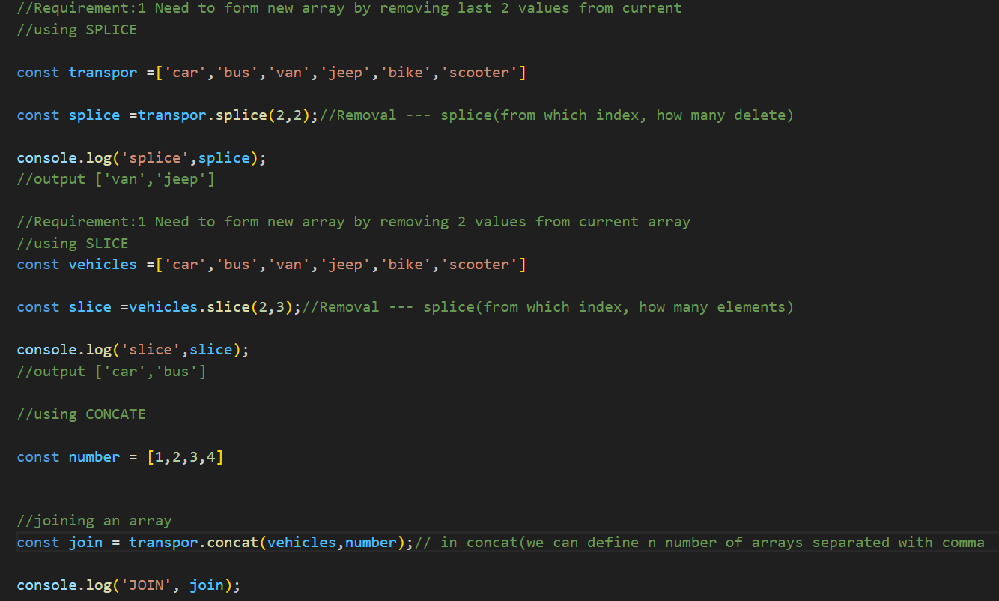 //Requirement:1 Need to form new array by removing last 2 values from current
//using SPLICE
const transpor =['car','bus','van','jeep','bike','scooter']
const splice =transpor.splice(2,2);//Removal --- splice(from which index, how many delete)
console.log('splice',splice);
//output ['van','jeep']
//Requirement:1 Need to form new array by removing 2 values from current array
//using SLICE
const vehicles =['car','bus','van','jeep','bike','scooter']
const slice =vehicles.slice(2,3);//Removal --- splice(from which index, how many elements)
console.log('slice',slice);
//output ['car','bus']
//using CONCATE
const number = [1,2,3,4]
//joining an array
const join = transpor.concat(vehicles,number);// in concat(we can define n number of arrays separated with comma
console.log('JOIN', join);